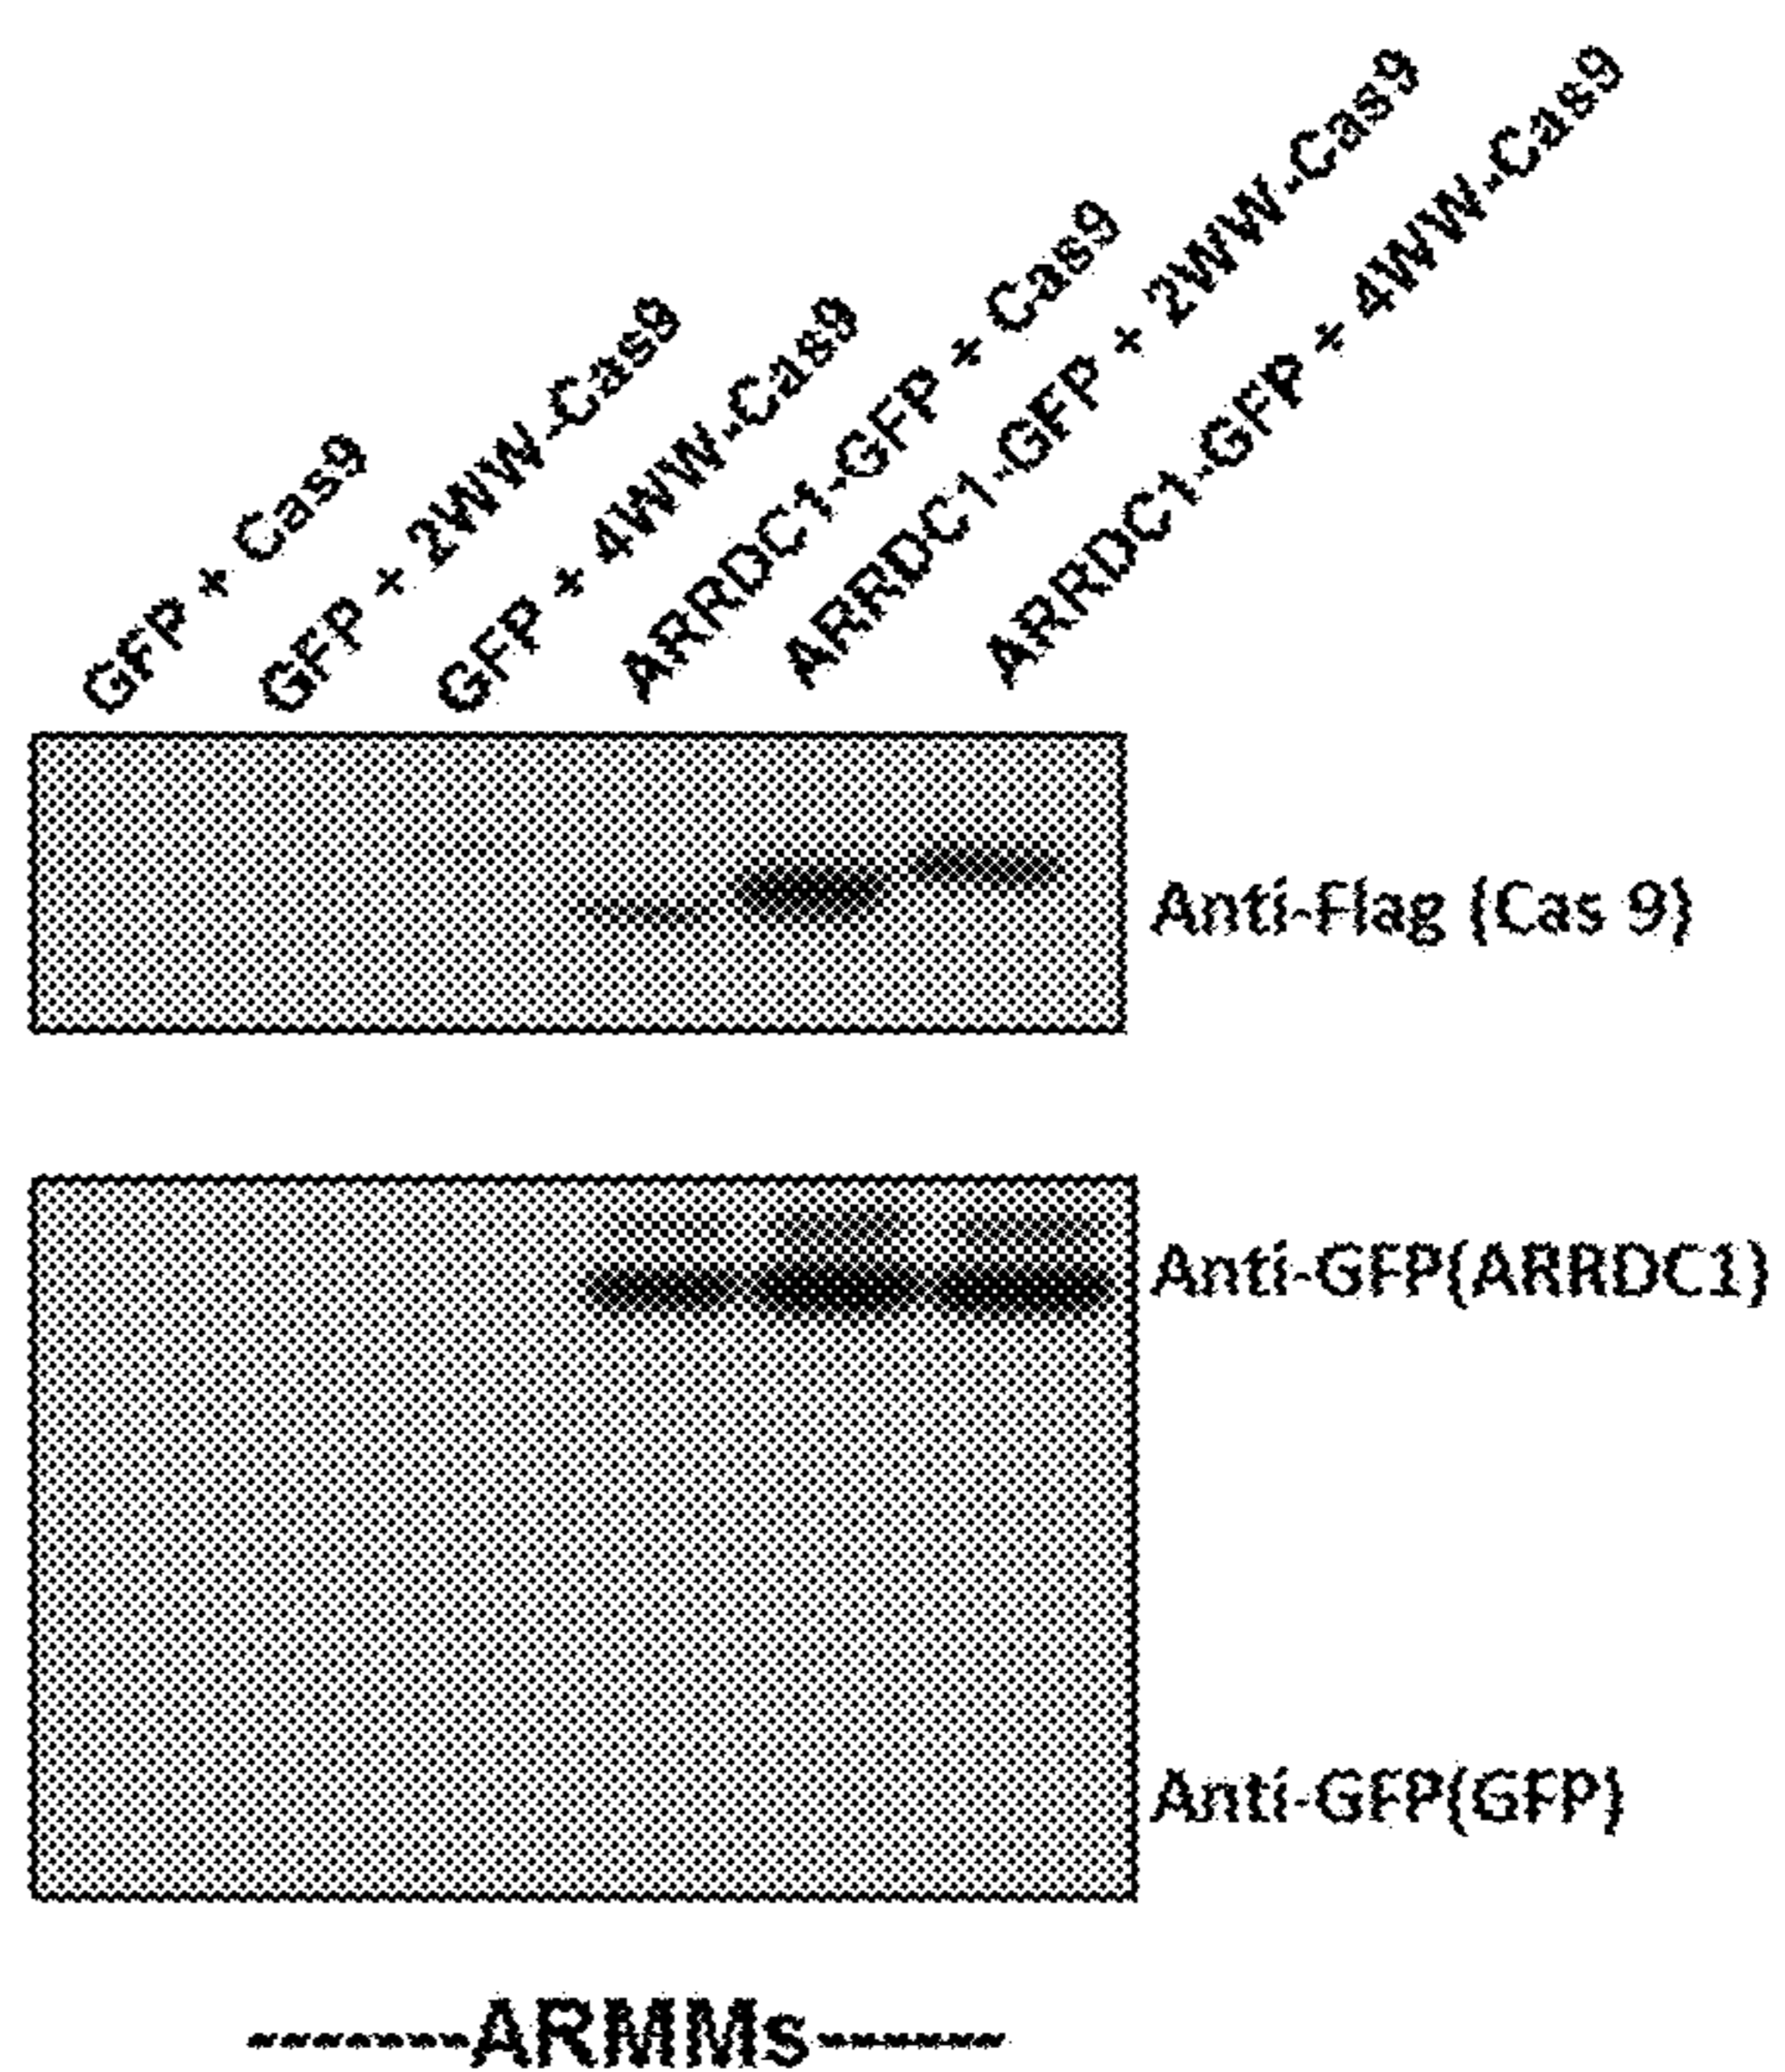 GFP + Cas9
GFP + 2WW-Cas9
GFP + 4WW-Cas9
ARRDC1-GFP + Cas9
ARRDC1-GFP + 2WW-Cas9
ARRDC1-GFP + 4WW-Cas9
Anti-Flag (Cas 9)
Anti-GFP(ARRDC1)
Anti-GFP(GFP)
-------ARMMs------